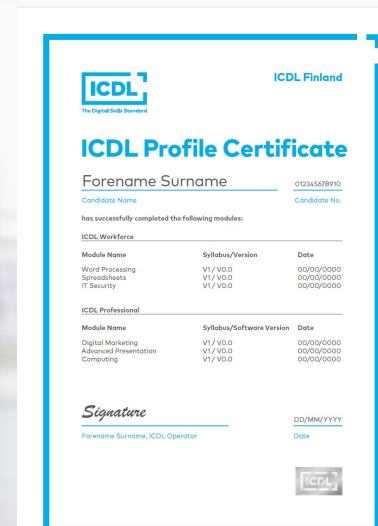 ICDL
The Digital Skills Standard
ICDL Finland
ICDL Profile Certificate
Forename Surname 012345678910
Candidate Name Candidate No.
has successfully completed the following modules:
ICDL Workforce
Module Name Syllabus/Version Date
Word Processing V1 / V0.0 00/00/0000
Spreadsheets V1 / V0.0 00/00/0000
IT Security V1 / V0.0 00/00/0000
ICDL Professional
Module Name Syllabus/Software Version Date
Digital Marketing V1 / V0.0 00/00/0000
Advanced Presentation V1 / V0.0 00/00/0000
Computing V1 / V0.0 00/00/0000
Signature DD/MM/YYYY
Forename Surname, ICDL Operator Date
ICDL